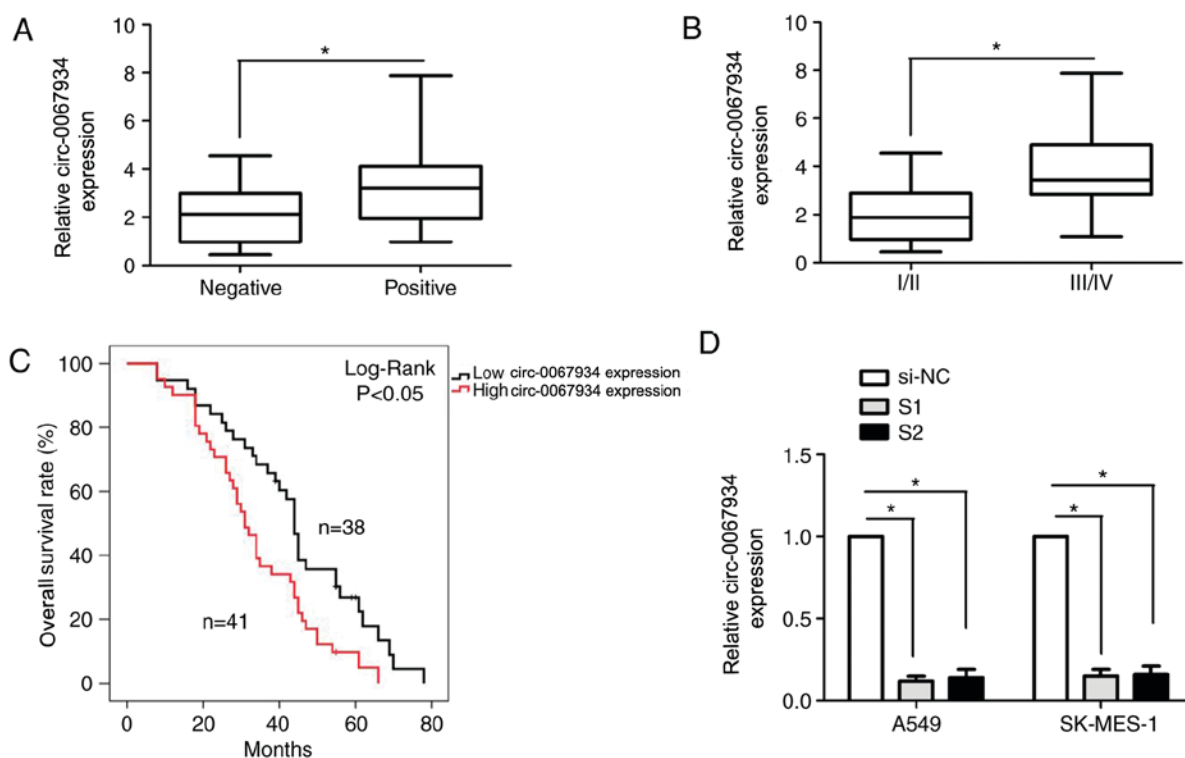 A
Relative circ-0067934
expression
10
8
6
4
2
0
*
Negative
Positive
B
Relative circ-0067934
expression
10
8
6
4
2
0
*
I/II
III/IV
C
Overall survival rate (%)
100
80
60
40
20
0
Log-Rank
P<0.05
Low circ-0067934 expression
High circ-0067934 expression
n=38
n=41
0
20
40
60
80
Months
D
si-NC
S1
S2
Relative circ-0067934
expression
1.5
1.0
0.5
0.0
*
*
*
*
A549
SK-MES-1